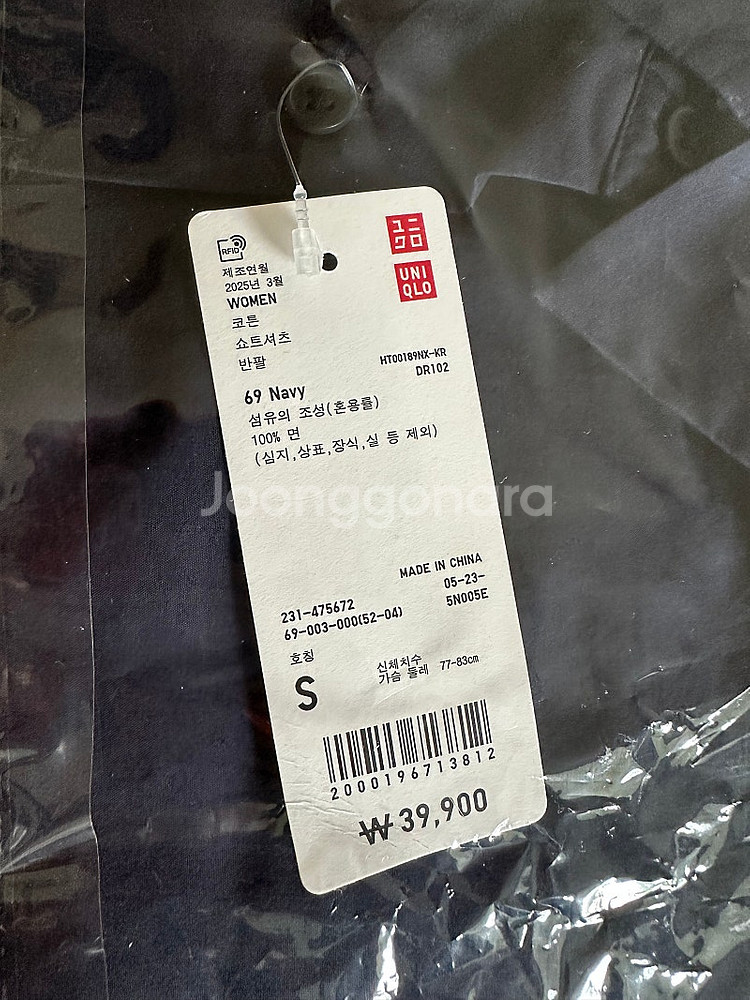 RFID
ユニ
クロ
UNI
QLO
제조연월
2025년 3월
WOMEN
코튼
쇼트셔츠
반팔
HT00189NX-KR
DR102
69 Navy
섬유의 조성(혼용률)
100% 면
(심지,상표,장식,실 등 제외)
Joonggonara
MADE IN CHINA
05-23-
5N005E
231-475672
69-003-000(52-04)
호칭
S
신체치수
가슴 둘레 77-83cm
2000196713812
₩39,900